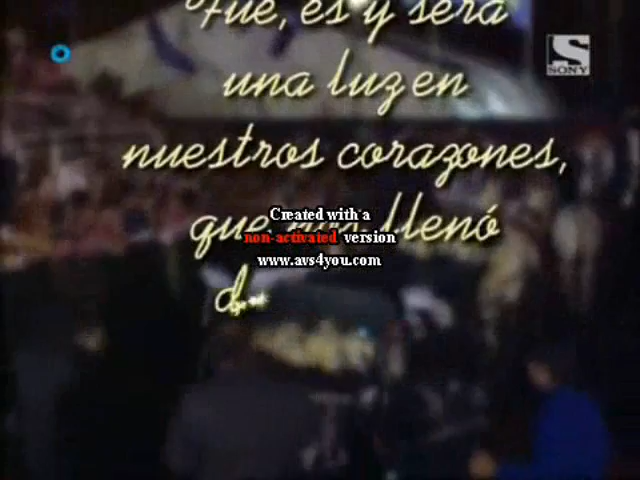 Fue, es y será
SONY
una luz en
nuestros corazones,
Created with a
que nos llenó
non-activated version
www.avs4you.com